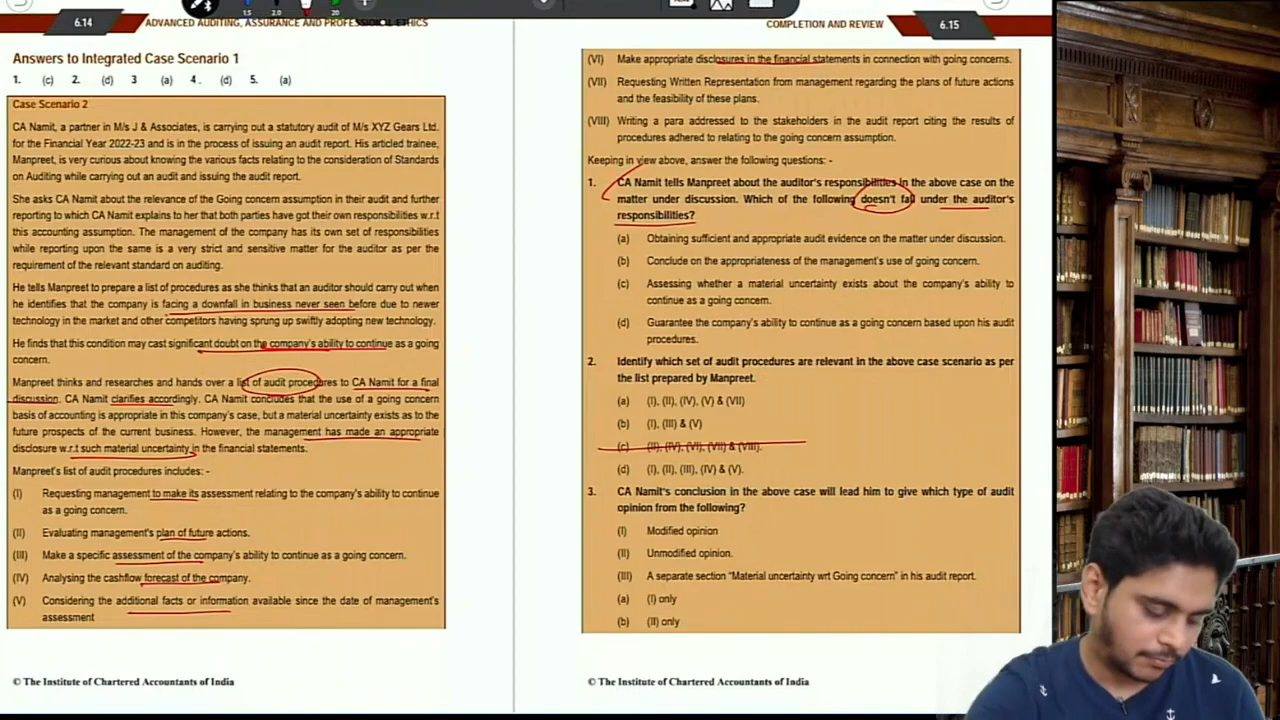 1.5
2.0
20
6.14
ADVANCED AUDITING, ASSURANCE AND PROFESSIONAL ETHICS
Answers to Integrated Case Scenario 1
1. (c) 2. (d) 3 (a) 4. (d) 5. (a)
Case Scenario 2
CA Namit, a partner in M/s J & Associates, is carrying out a statutory audit of M/s XYZ Gears Ltd.
for the Financial Year 2022-23 and is in the process of issuing an audit report. His articled trainee,
Manpreet, is very curious about knowing the various facts relating to the consideration of Standards
on Auditing while carrying out an audit and issuing the audit report.
She asks CA Namit about the relevance of the Going concern assumption in their audit and further
reporting to which CA Namit explains to her that both parties have got their own responsibilities w.r.t
this accounting assumption. The management of the company has its own set of responsibilities
while reporting upon the same is a very strict and sensitive matter for the auditor as per the
requirement of the relevant standard on auditing.
He tells Manpreet to prepare a list of procedures as she thinks that an auditor should carry out when
he identifies that the company is facing a downfall in business never seen before due to newer
technology in the market and other competitors having sprung up swiftly adopting new technology.
He finds that this condition may cast significant doubt on the company's ability to continue as a going
concern.
Manpreet thinks and researches and hands over a list of audit procedures to CA Namit for a final
discussion. CA Namit clarifies accordingly. CA Namit concludes that the use of a going concern
basis of accounting is appropriate in this company's case, but a material uncertainty exists as to the
future prospects of the current business. However, the management has made an appropriate
disclosure w.r.t such material uncertainty in the financial statements.
Manpreet's list of audit procedures includes: -
(I) Requesting management to make its assessment relating to the company's ability to continue
as a going concern.
(II) Evaluating management's plan of future actions.
(III) Make a specific assessment of the company's ability to continue as a going concern.
(IV) Analysing the cashflow forecast of the company.
(V) Considering the additional facts or information available since the date of management's
assessment
© The Institute of Chartered Accountants of India
COMPLETION AND REVIEW
6.15
(VI) Make appropriate disclosures in the financial statements in connection with going concerns.
(VII) Requesting Written Representation from management regarding the plans of future actions
and the feasibility of these plans.
(VIII) Writing a para addressed to the stakeholders in the audit report citing the results of
procedures adhered to relating to the going concern assumption.
Keeping in view above, answer the following questions: -
1. CA Namit tells Manpreet about the auditor's responsibilities in the above case on the
matter under discussion. Which of the following doesn't fall under the auditor's
responsibilities?
(a) Obtaining sufficient and appropriate audit evidence on the matter under discussion.
(b) Conclude on the appropriateness of the management's use of going concern.
(c) Assessing whether a material uncertainty exists about the company's ability to
continue as a going concern.
(d) Guarantee the company's ability to continue as a going concern based upon his audit
procedures.
2. Identify which set of audit procedures are relevant in the above case scenario as per
the list prepared by Manpreet.
(a) (I), (II), (IV), (V) & (VII)
(b) (I), (III) & (V)
(c) (II), (IV), (VI), (VII) & (VIII).
(d) (I), (II), (III), (IV) & (V).
3. CA Namit's conclusion in the above case will lead him to give which type of audit
opinion from the following?
(I) Modified opinion
(II) Unmodified opinion.
(III) A separate section "Material uncertainty wrt Going concern" in his audit report.
(a) (I) only
(b) (II) only
© The Institute of Chartered Accountants of India